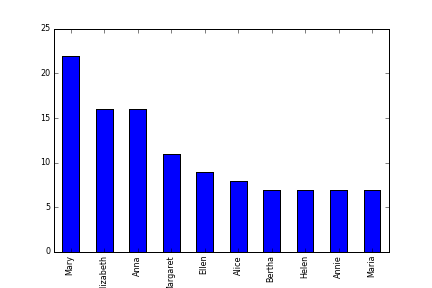 25
20
15
10
5
0
Mary
lizabeth
Anna
largaret
Ellen
Alice
Bertha
Helen
Annie
Maria